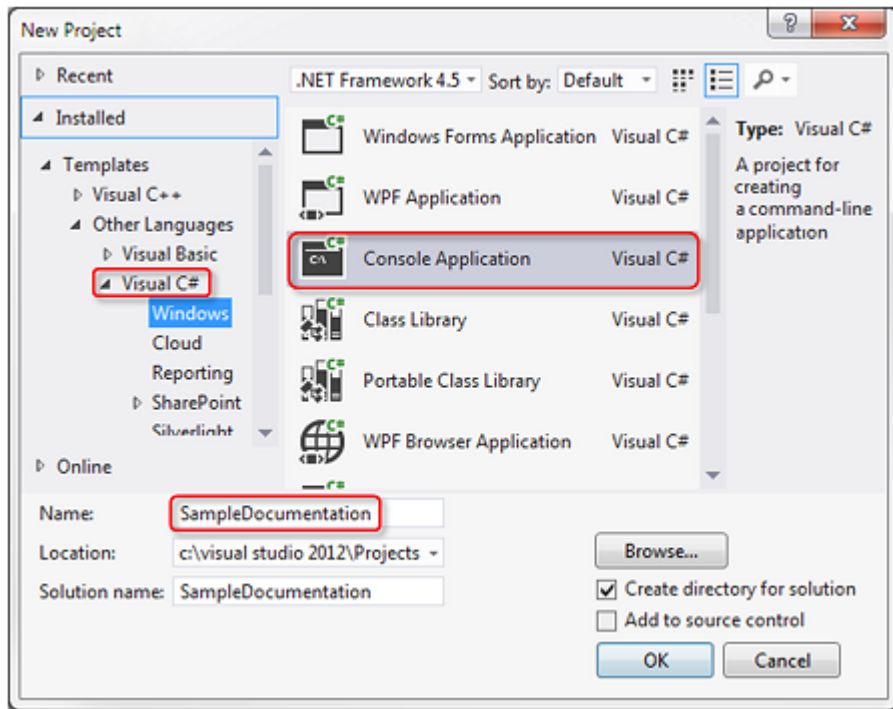 New Project
Recent
Installed
Templates
Visual C++
Other Languages
Visual Basic
Visual C#
Windows
Cloud
Reporting
SharePoint
Silverlight
Online
.NET Framework 4.5 Sort by: Default
C# Windows Forms Application Visual C#
C# WPF Application Visual C#
C# C:\ Console Application Visual C#
C# Class Library Visual C#
C# Portable Class Library Visual C#
C# WPF Browser Application Visual C#
C#
Type: Visual C#
A project for
creating
a command-line
application
Name: SampleDocumentation
Location: c:\visual studio 2012\Projects
Solution name: SampleDocumentation
Browse...
Create directory for solution
Add to source control
OK Cancel